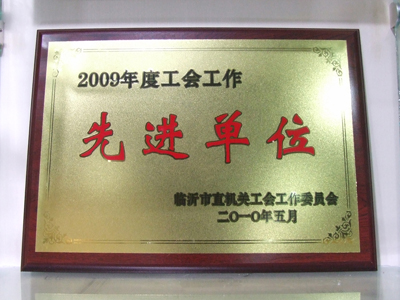 2009年度工会工作
先进单位
临沂市直机关工会工作委员会
二〇一〇年五月